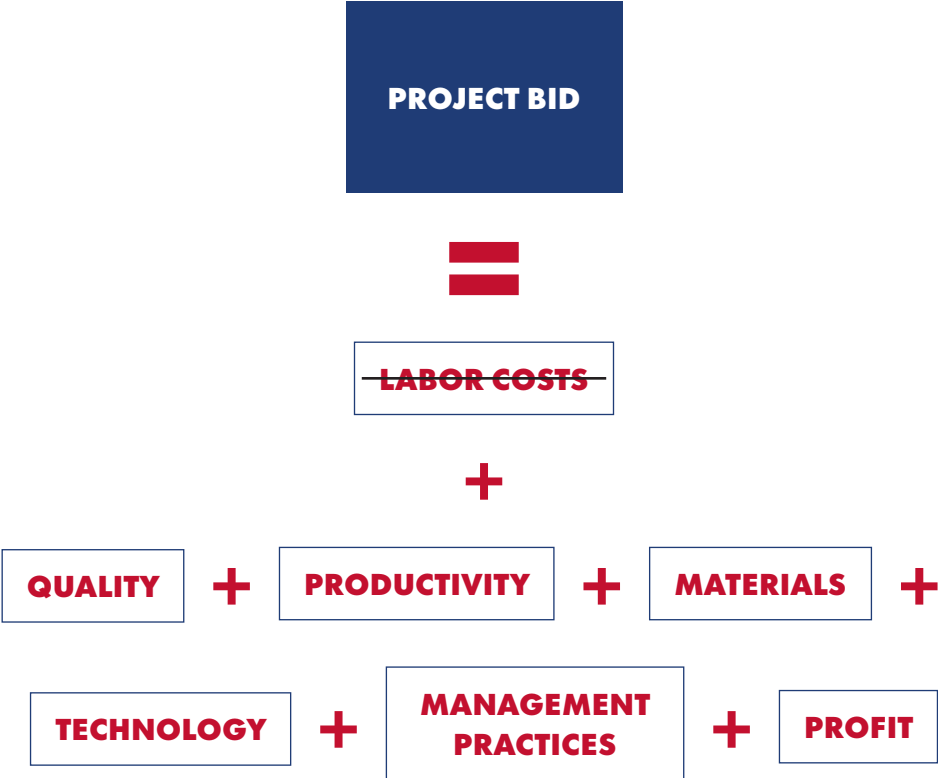 PROJECT BID
=
LABOR COSTS
+
QUALITY + PRODUCTIVITY + MATERIALS +
TECHNOLOGY + MANAGEMENT PRACTICES + PROFIT